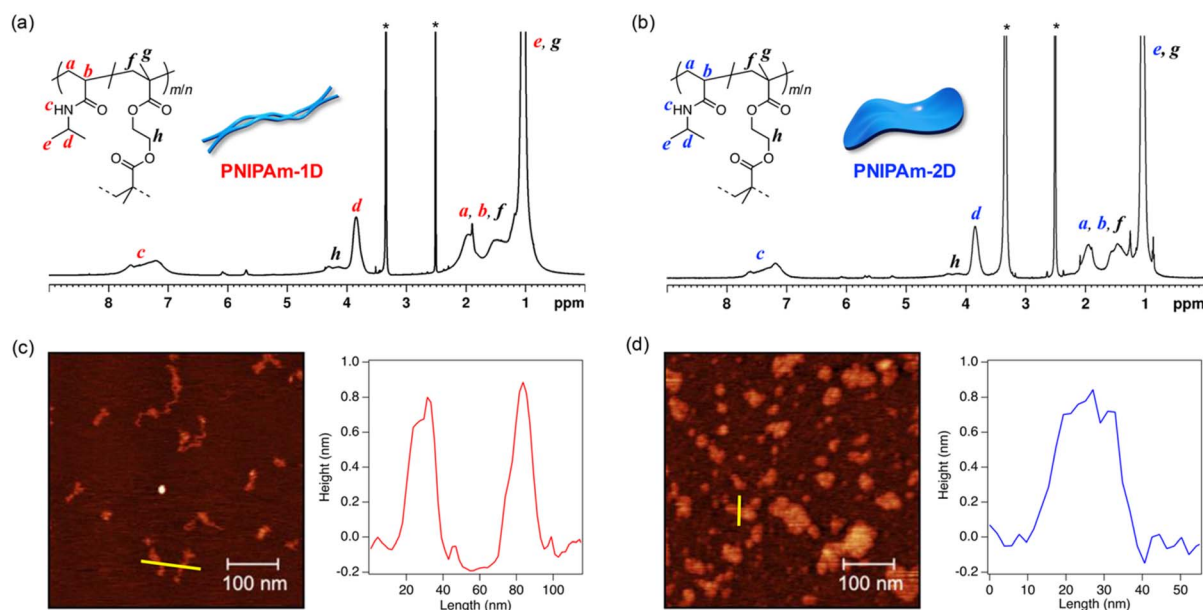 (a)
a
b
f
g
m/n
c
HN
O
O
O
h
e
d
O
O
PNIPAm-1D
*
*
e, g
d
a, b, f
h
c
8
7
6
5
4
3
2
1
ppm
(b)
a
b
f
g
m/n
c
HN
O
O
O
h
e
d
O
O
PNIPAm-2D
*
*
e, g
d
a, b, f
h
c
8
7
6
5
4
3
2
1
ppm
(c)
100 nm
1.0
0.8
0.6
0.4
0.2
0.0
-0.2
Height (nm)
20
40
60
80
100
Length (nm)
(d)
100 nm
1.0
0.8
0.6
0.4
0.2
0.0
-0.2
Height (nm)
0
10
20
30
40
50
Length (nm)